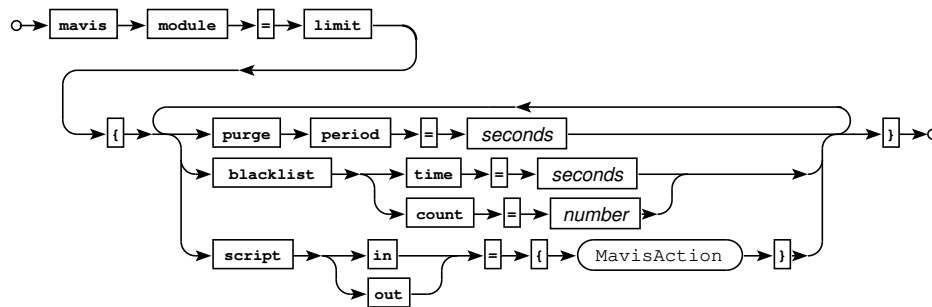 mavis module = limit
{ purge period = seconds }
blacklist time = seconds
count = number
script in = { MavisAction }
out